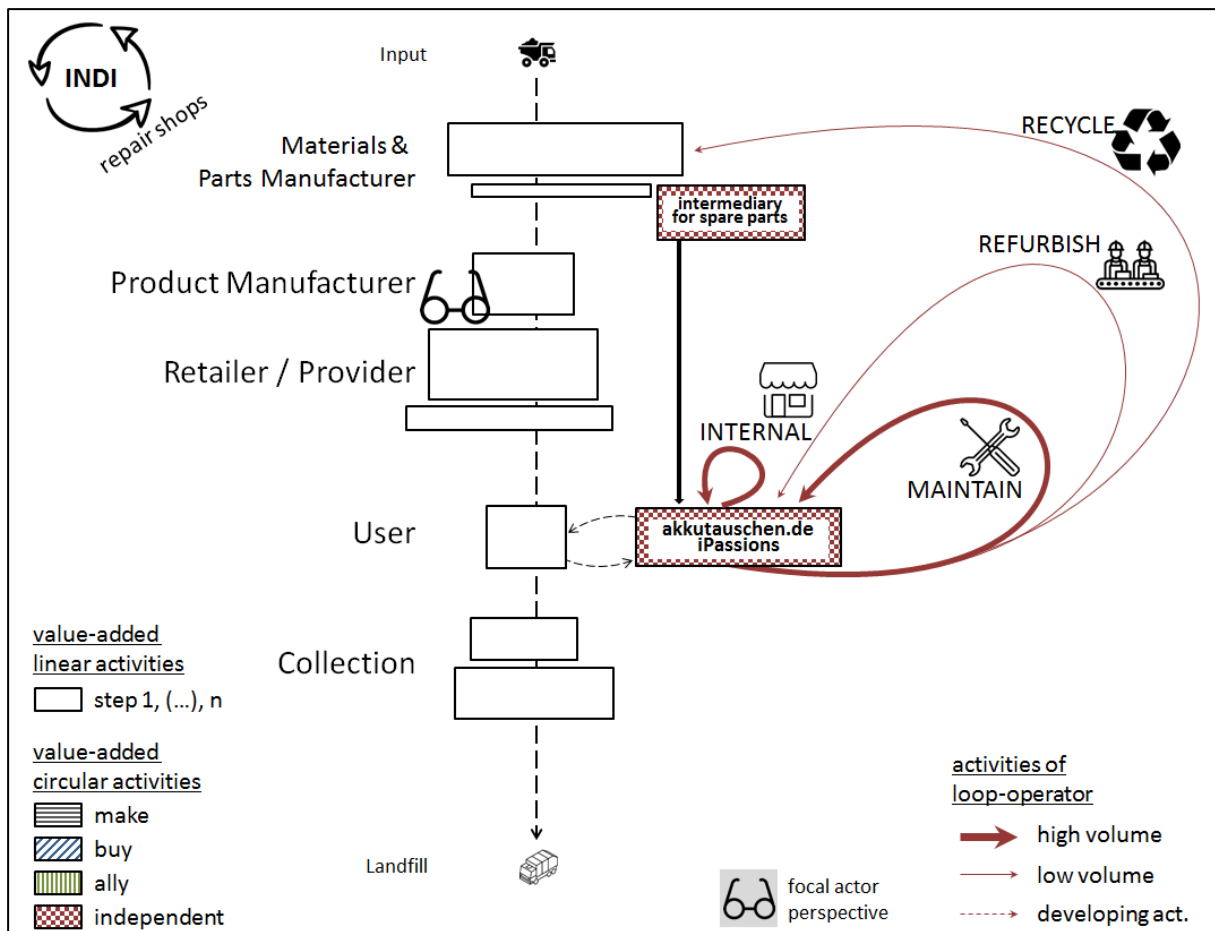 INDI
repair shops
Input
Materials &
Parts Manufacturer
RECYCLE
intermediary
for spare parts
REFURBISH
Product Manufacturer
Retailer / Provider
INTERNAL
MAINTAIN
User
akkutauschen.de
iPassions
Collection
value-added
linear activities
step 1, (...), n
value-added
circular activities
make
buy
ally
independent
Landfill
focal actor
perspective
activities of
loop-operator
high volume
low volume
developing act.